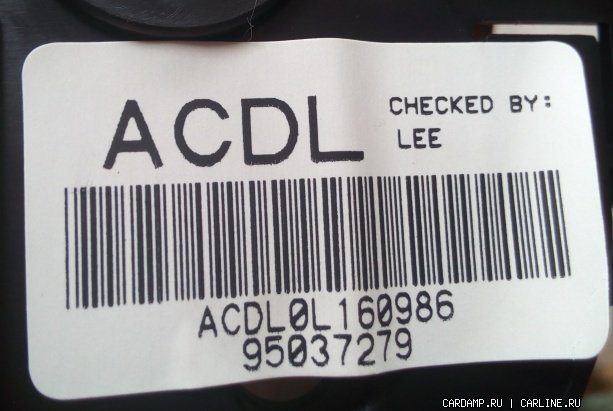 ACDL
CHECKED BY:
LEE
ACDL0L160986
95037279
CARDAMP.RU | CARLINE.RU